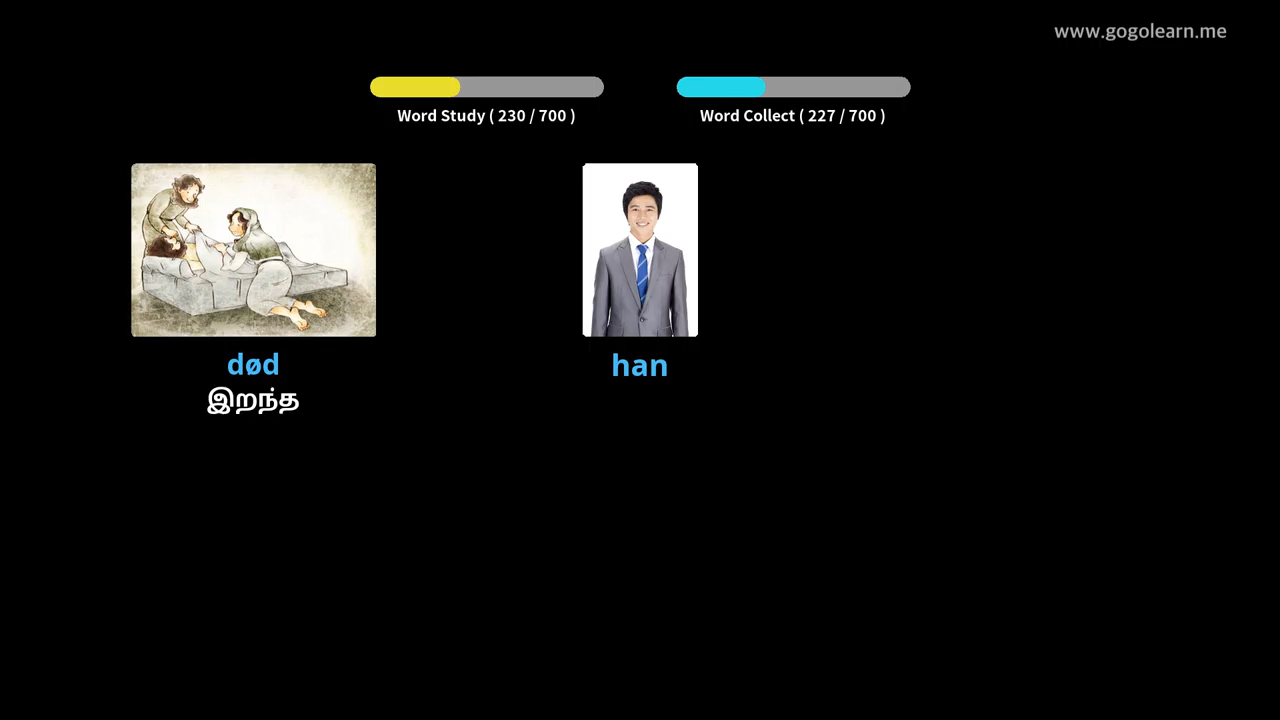 www.gogolearn.me
Word Study ( 230 / 700 )
Word Collect ( 227 / 700 )
død
இறந்த
han